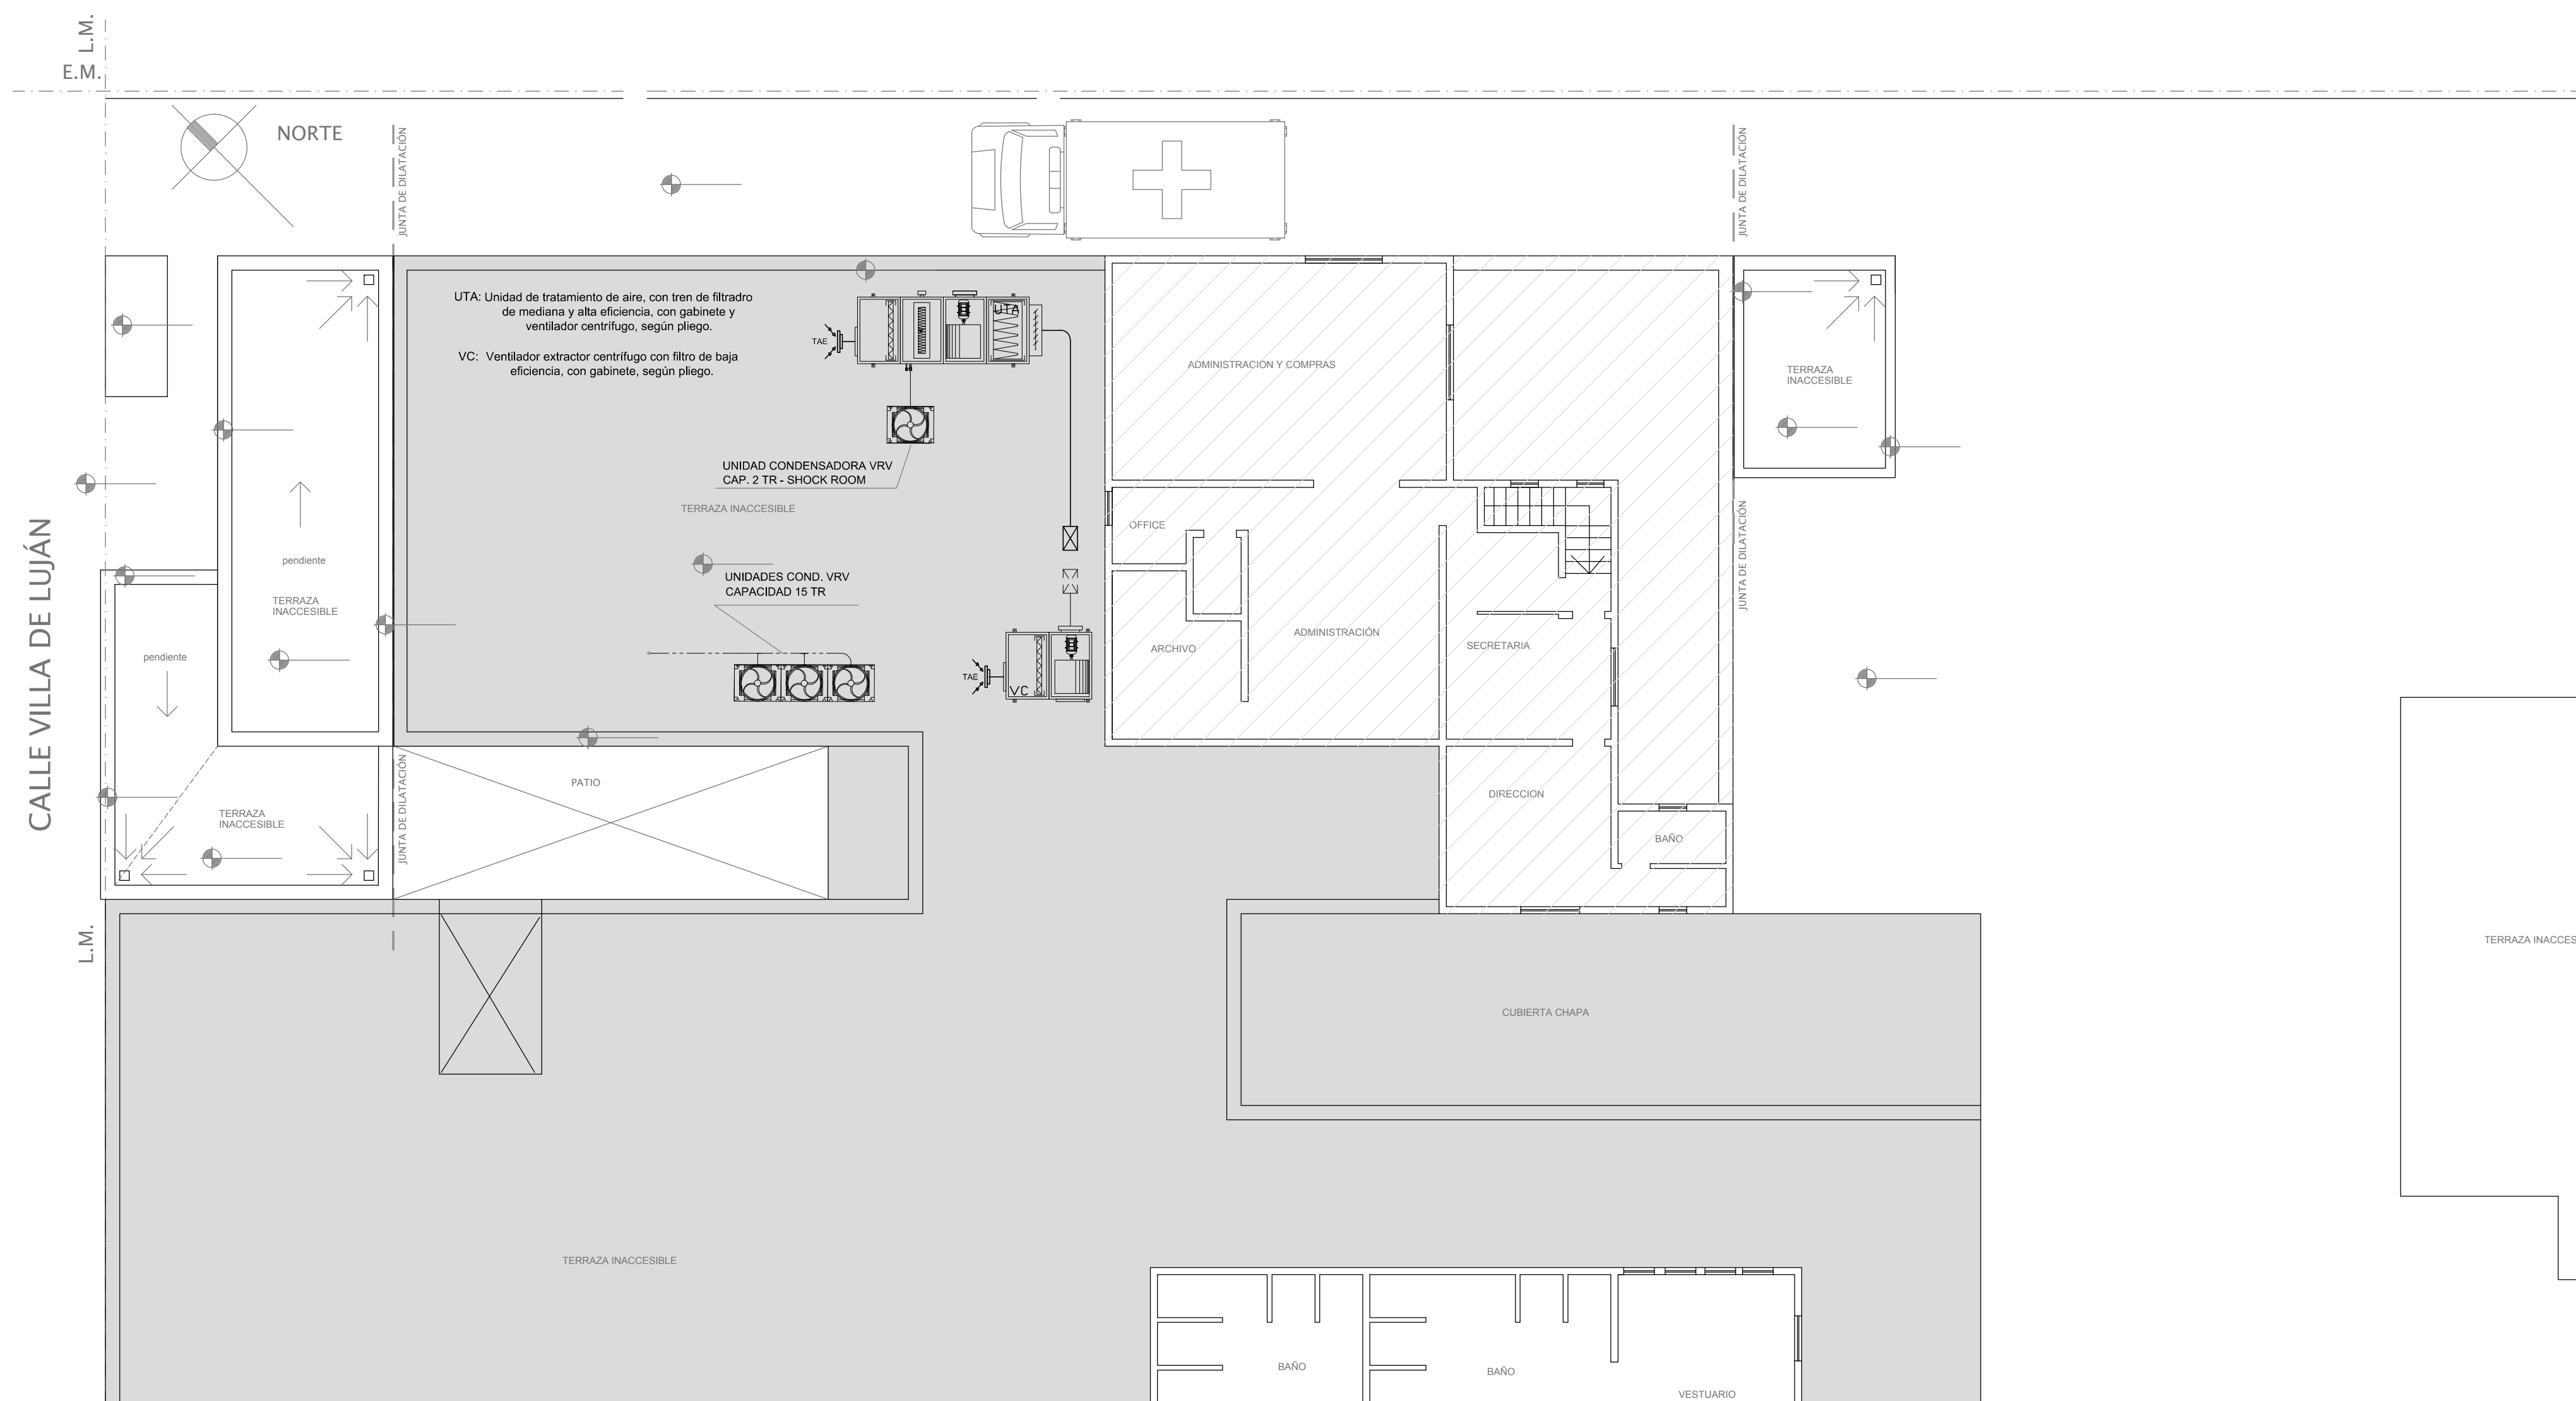 L.M.
E.M.
NORTE
JUNTA DE DILATACIÓN
JUNTA DE DILATACIÓN
UTA: Unidad de tratamiento de aire, con tren de filtradro
de mediana y alta eficiencia, con gabinete y
ventilador centrífugo, según pliego.
VC: Ventilador extractor centrífugo con filtro de baja
eficiencia, con gabinete, según pliego.
UTA
TAE
ADMINISTRACION Y COMPRAS
TERRAZA
INACCESIBLE
UNIDAD CONDENSADORA VRV
CAP. 2 TR - SHOCK ROOM
TERRAZA INACCESIBLE
OFFICE
JUNTA DE DILATACIÓN
CALLE VILLA DE LUJÁN
pendiente
TERRAZA
INACCESIBLE
UNIDADES COND. VRV
CAPACIDAD 15 TR
pendiente
ADMINISTRACIÓN
ARCHIVO
SECRETARIA
TAE
VC
PATIO
JUNTA DE DILATACIÓN
TERRAZA
INACCESIBLE
DIRECCION
BAÑO
L.M.
TERRAZA INACCES
CUBIERTA CHAPA
TERRAZA INACCESIBLE
BAÑO
BAÑO
VESTUARIO